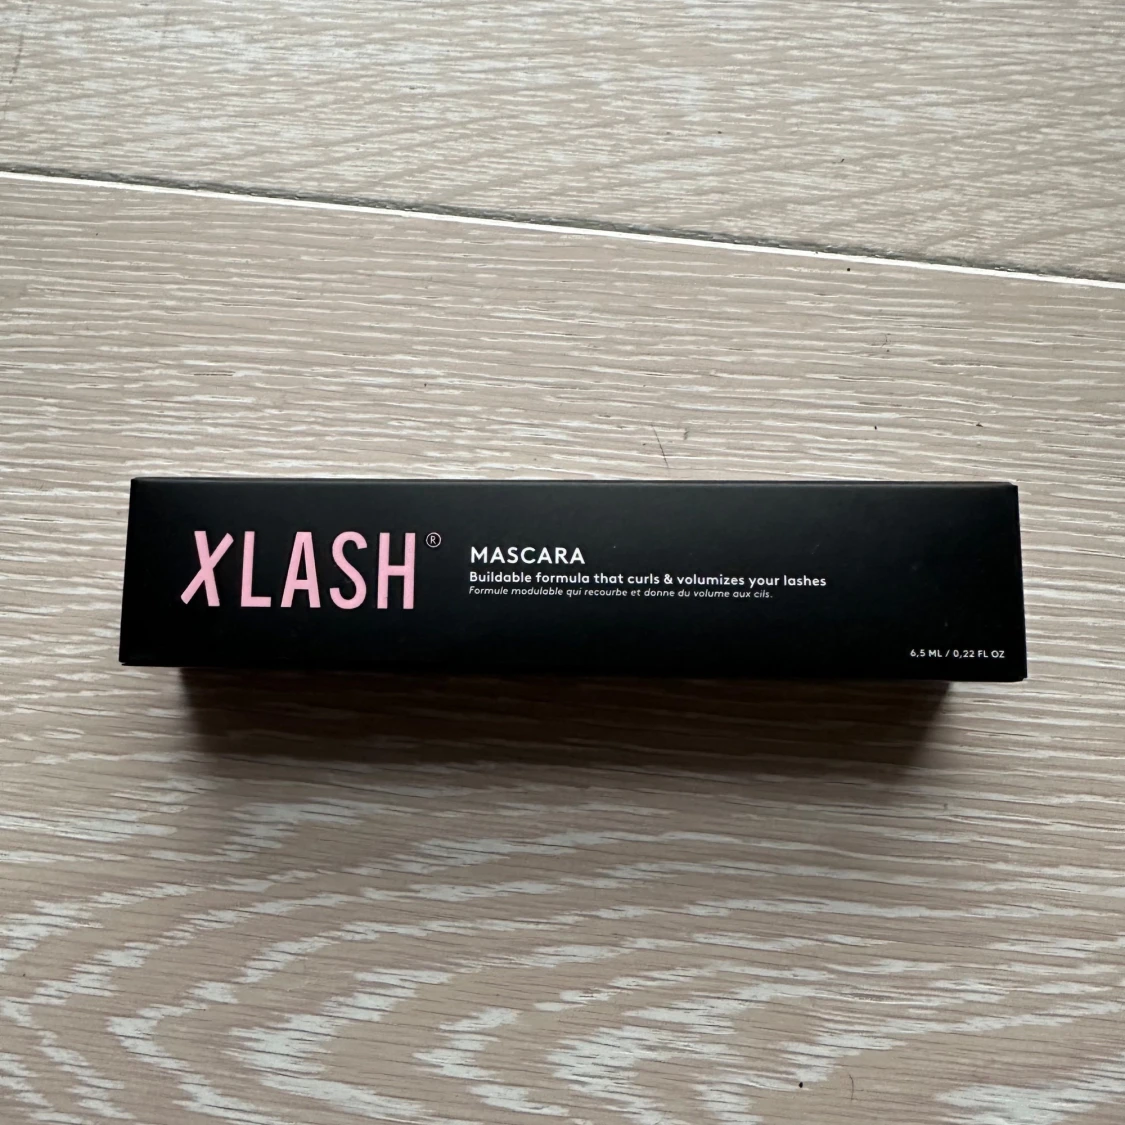 XLASH®
MASCARA
Buildable formula that curls & volumizes your lashes
Formule modulable qui recourbe et donne du volume aux cils.
6,5 ML / 0,22 FL OZ